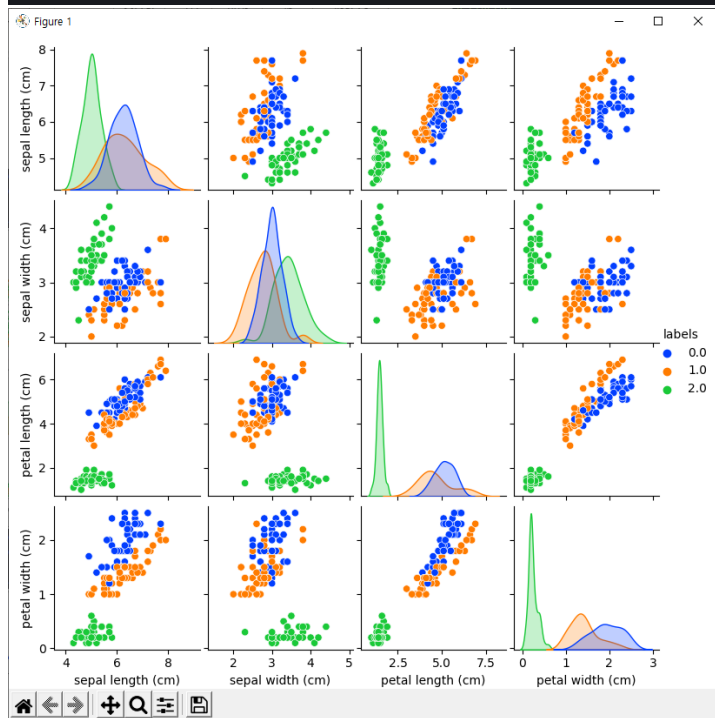 Figure 1
8
7
6
5
sepal length (cm)
4
3
2
sepal width (cm)
labels
0.0
1.0
2.0
6
4
2
petal length (cm)
2
1
0
petal width (cm)
4 6 8 2 3 4 5 2.5 5.0 7.5 0 1 2 3
sepal length (cm) sepal width (cm) petal length (cm) petal width (cm)